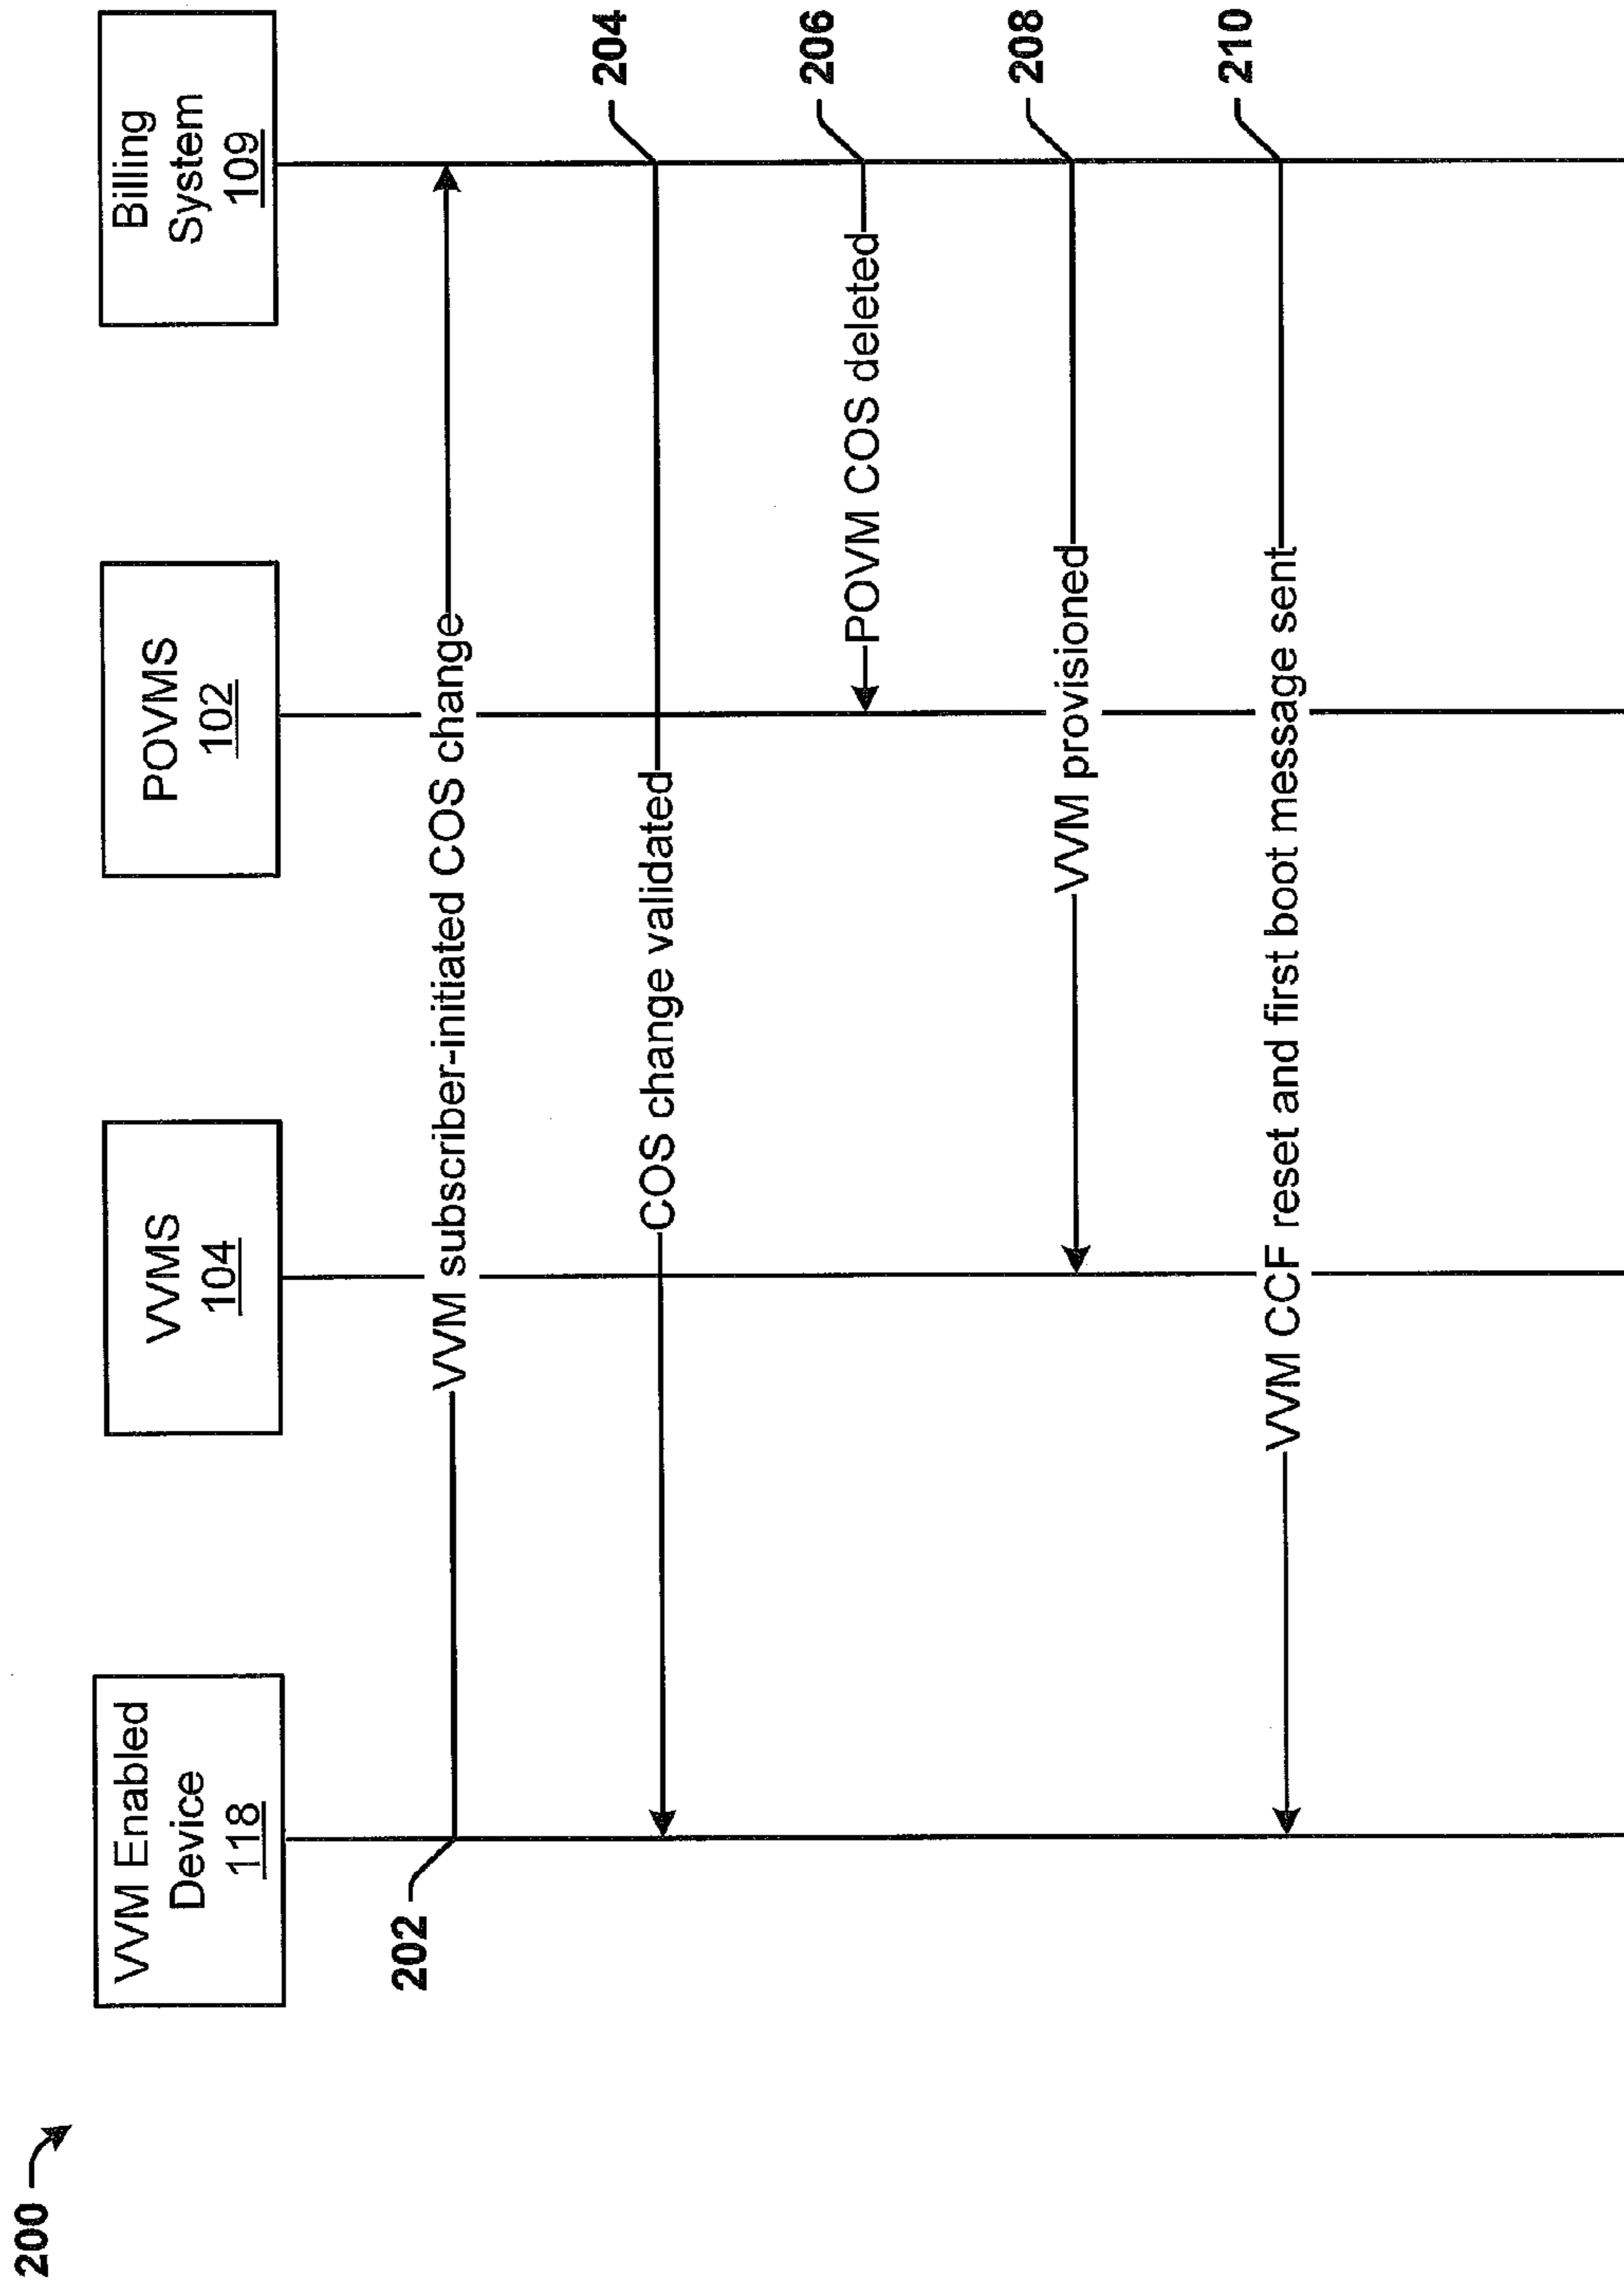 200
VVM Enabled
Device
118
VVMS
104
POVMS
102
Billing
System
109
202
VVM subscriber-initiated COS change
COS change validated
204
POVM COS deleted
206
VVM provisioned
208
VVM CCF reset and first boot message sent
210